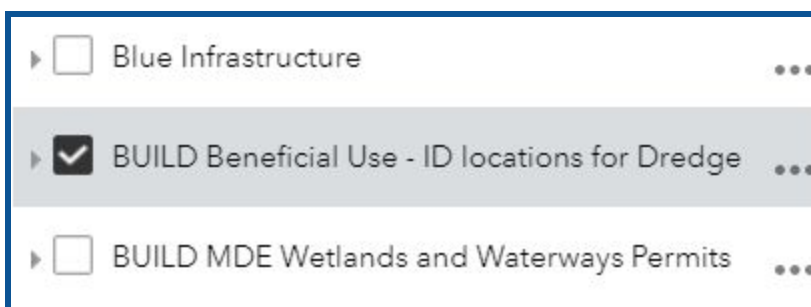 Blue Infrastructure
BUILD Beneficial Use - ID locations for Dredge
BUILD MDE Wetlands and Waterways Permits